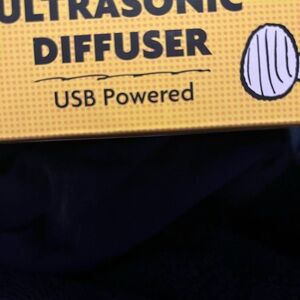 ULTRASONIC
DIFFUSER
USB Powered